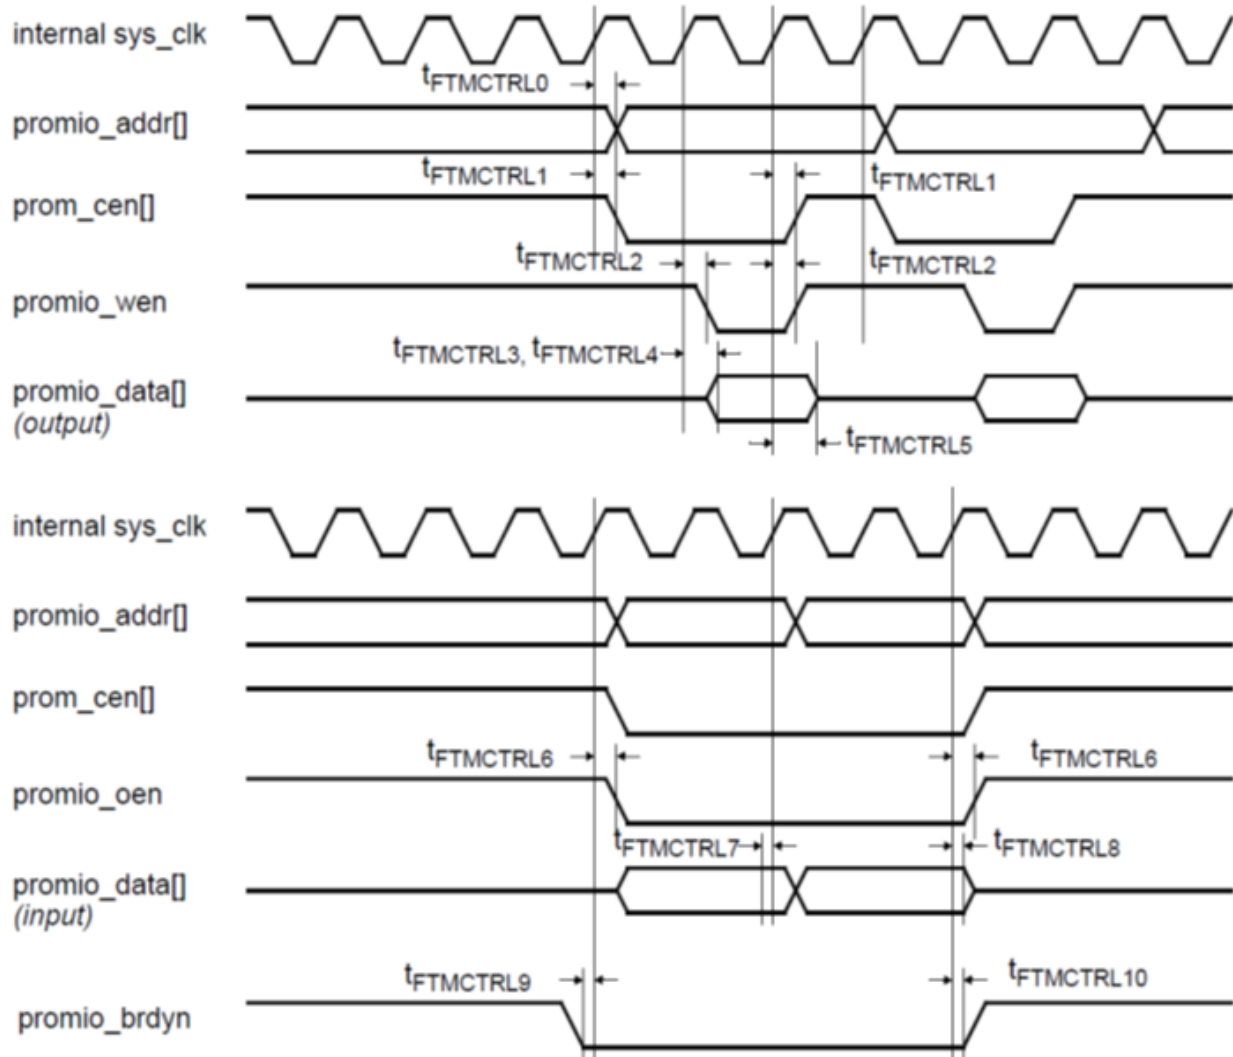 internal sys_clk
tFTMCTRL0
promio_addr[]
tFTMCTRL1 tFTMCTRL1
prom_cen[]
tFTMCTRL2 tFTMCTRL2
promio_wen
tFTMCTRL3, tFTMCTRL4
promio_data[]
(output)
tFTMCTRL5
internal sys_clk
promio_addr[]
prom_cen[]
tFTMCTRL6 tFTMCTRL6
promio_oen
tFTMCTRL7 tFTMCTRL8
promio_data[]
(input)
tFTMCTRL9 tFTMCTRL10
promio_brdyn